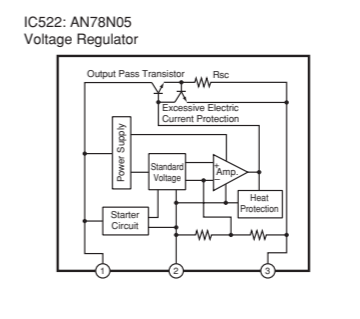 IC522: AN78N05
Voltage Regulator
Output Pass Transistor
Rsc
Excessive Electric
Current Protection
Power Supply
Standard
Voltage
+
Amp.
−
Heat
Protection
Starter
Circuit
1
2
3